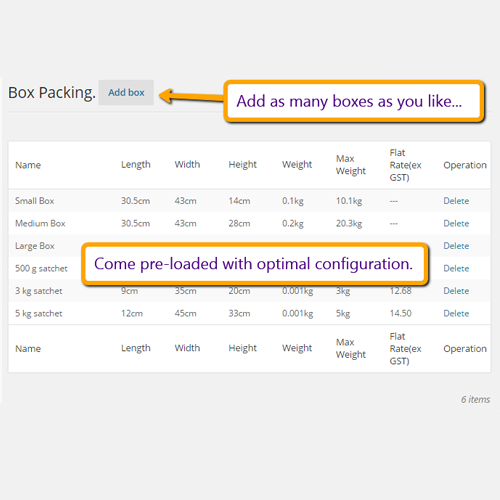 Box Packing. Add box
Add as many boxes as you like...
Name Length Width Height Weight Max Weight Flat Rate(ex GST) Operation
Small Box 30.5cm 43cm 14cm 0.1kg 10.1kg --- Delete
Medium Box 30.5cm 43cm 28cm 0.2kg 20.3kg --- Delete
Large Box Delete
Come pre-loaded with optimal configuration.
500 g satchet Delete
3 kg satchet 9cm 35cm 20cm 0.001kg 3kg 12.68 Delete
5 kg satchet 12cm 45cm 33cm 0.001kg 5kg 14.50 Delete
Name Length Width Height Weight Max Weight Flat Rate(ex GST) Operation
6 items